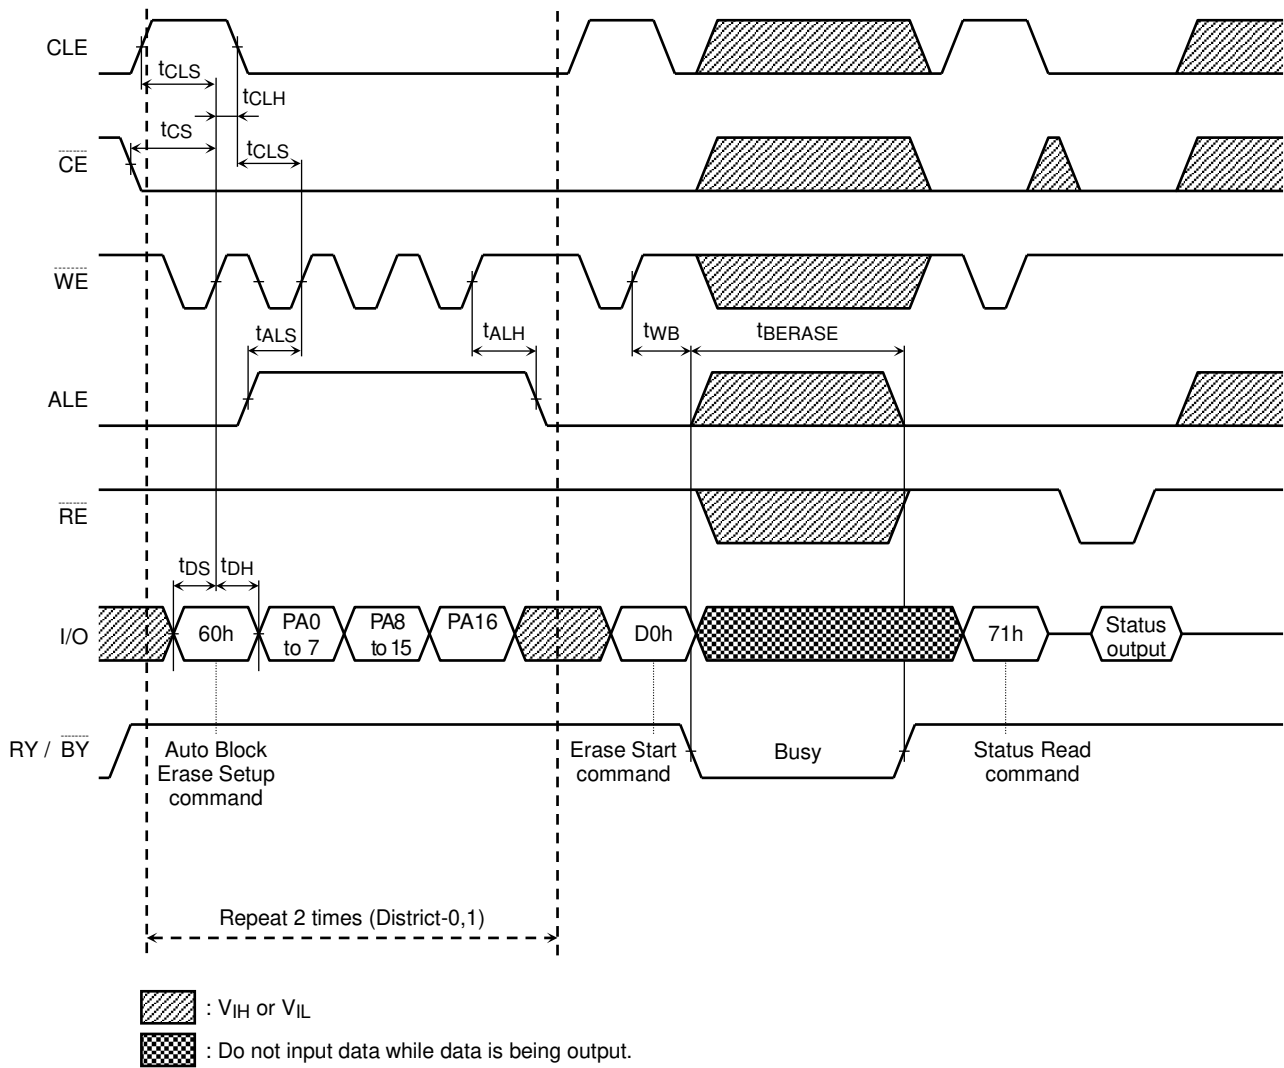 CLE
tCLS
tCLH
tCS
CE
tCLS
WE
tALS
tALH
tWB
tBERASE
ALE
RE
tDS
tDH
I/O
60h
PA0
to 7
PA8
to 15
PA16
D0h
71h
Status
output
RY / BY
Auto Block
Erase Setup
command
Erase Start
command
Busy
Status Read
command
Repeat 2 times (District-0,1)
: VIH or VIL
: Do not input data while data is being output.